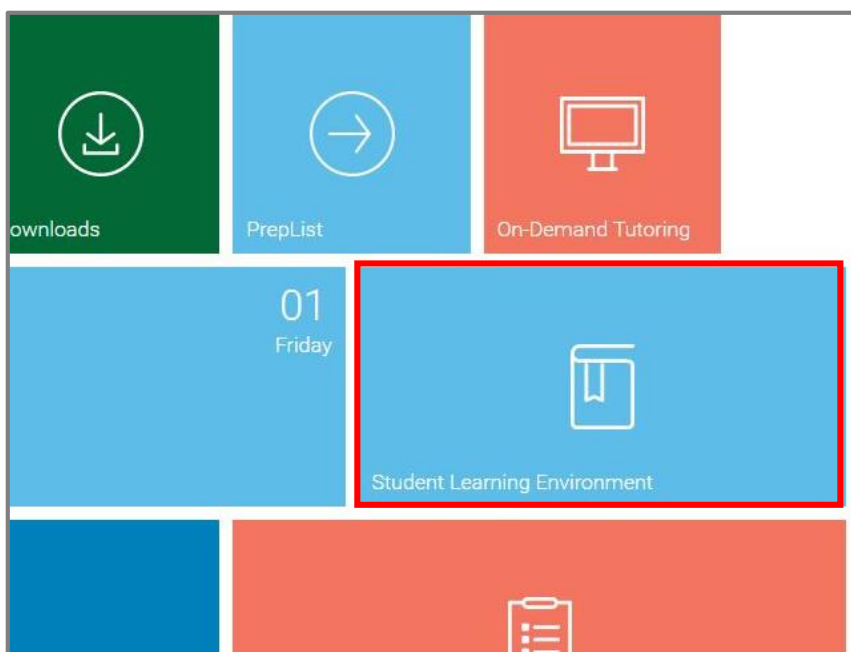 ownloads
PrepList
On-Demand Tutoring
01
Friday
Student Learning Environment